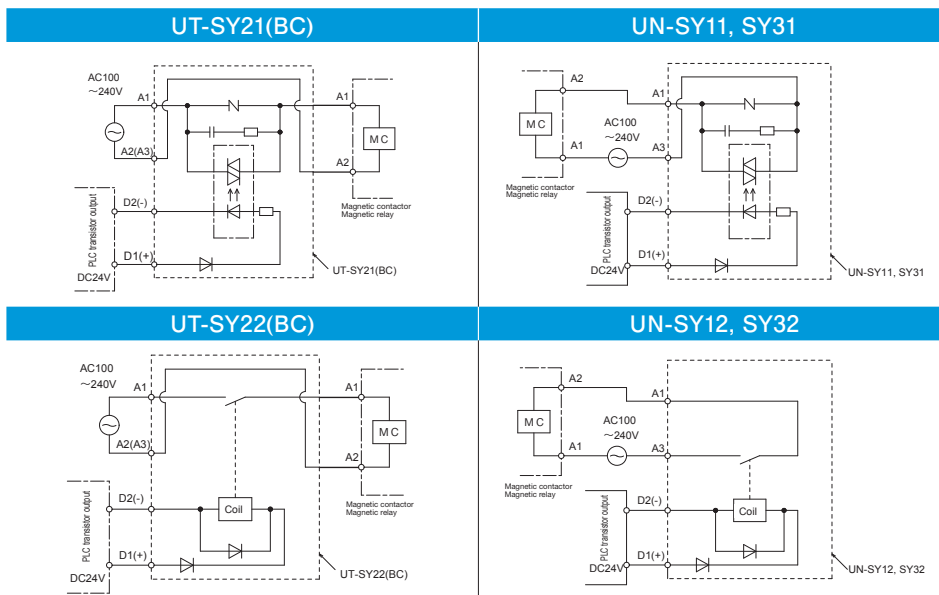 UT-SY21(BC)
AC100
～240V
A1
A2(A3)
A1
MC
A2
Magnetic contactor
Magnetic relay
PLC transistor output
D2(-)
D1(+)
DC24V
UT-SY21(BC)
UN-SY11, SY31
A2
A1
MC
AC100
～240V
A1
A3
Magnetic contactor
Magnetic relay
PLC transistor output
D2(-)
D1(+)
DC24V
UN-SY11, SY31
UT-SY22(BC)
AC100
～240V
A1
A2(A3)
A1
MC
A2
Magnetic contactor
Magnetic relay
PLC transistor output
D2(-)
Coil
D1(+)
DC24V
UT-SY22(BC)
UN-SY12, SY32
A2
A1
MC
AC100
～240V
A1
A3
Magnetic contactor
Magnetic relay
PLC transistor output
D2(-)
Coil
D1(+)
DC24V
UN-SY12, SY32